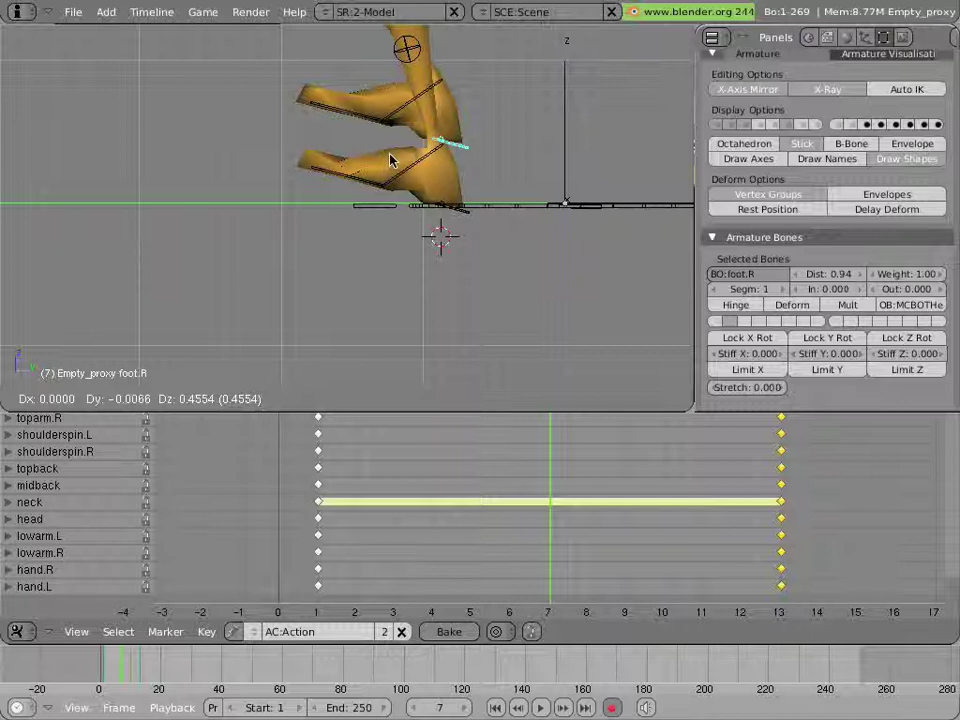 File Add Timeline Game Render Help SR:2-Model SCE:Scene www.blender.org 244 Bo:1-269 | Mem:8.77M Empty_proxy
Panels
Armature Armature Visualisati
Editing Options
X-Axis Mirror X-Ray Auto IK
Display Options
Octahedron Stick B-Bone Envelope
Draw Axes Draw Names Draw Shapes
Deform Options
Vertex Groups Envelopes
Rest Position Delay Deform
Armature Bones
Selected Bones
BO:foot.R Dist: 0.94 Weight: 1.00
Segm: 1 In: 0.000 Out: 0.000
Hinge Deform Mult OB:MCBOTHe
Lock X Rot Lock Y Rot Lock Z Rot
Stiff X: 0.000 Stiff Y: 0.000 Stiff Z: 0.000
Limit X Limit Y Limit Z
Stretch: 0.000
z
(7) Empty_proxy foot.R
Dx: 0.0000 Dy: -0.0066 Dz: 0.4554 (0.4554)
toparm.R
shoulderspin.L
shoulderspin.R
topback
midback
neck
head
lowarm.L
lowarm.R
hand.R
hand.L
-4 -3 -2 -1 0 1 2 3 4 5 6 7 8 9 10 11 12 13 14 15 16 17
View Select Marker Key AC:Action 2 Bake
-20 0 20 40 60 80 100 120 140 160 180 200 220 240 260 280
View Frame Playback Pr Start: 1 End: 250 7